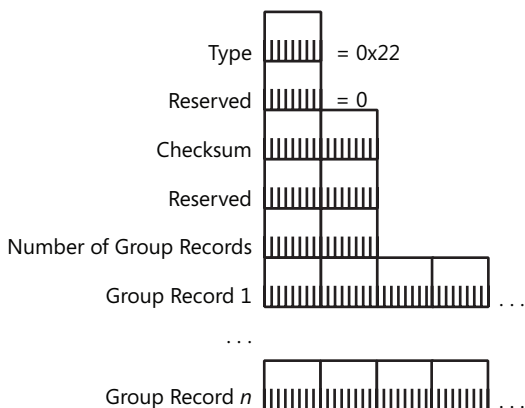 Type = 0x22
Reserved = 0
Checksum
Reserved
Number of Group Records
Group Record 1 . . .
. . .
Group Record n . . .